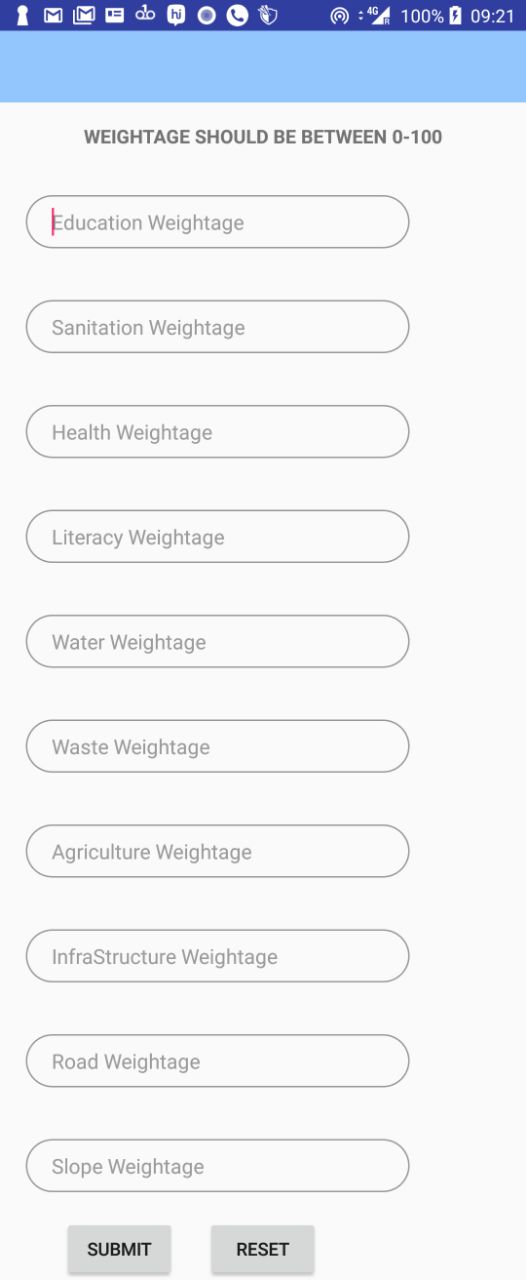 hi 4G R 100% 09:21
WEIGHTAGE SHOULD BE BETWEEN 0-100
Education Weightage
Sanitation Weightage
Health Weightage
Literacy Weightage
Water Weightage
Waste Weightage
Agriculture Weightage
InfraStructure Weightage
Road Weightage
Slope Weightage
SUBMIT RESET